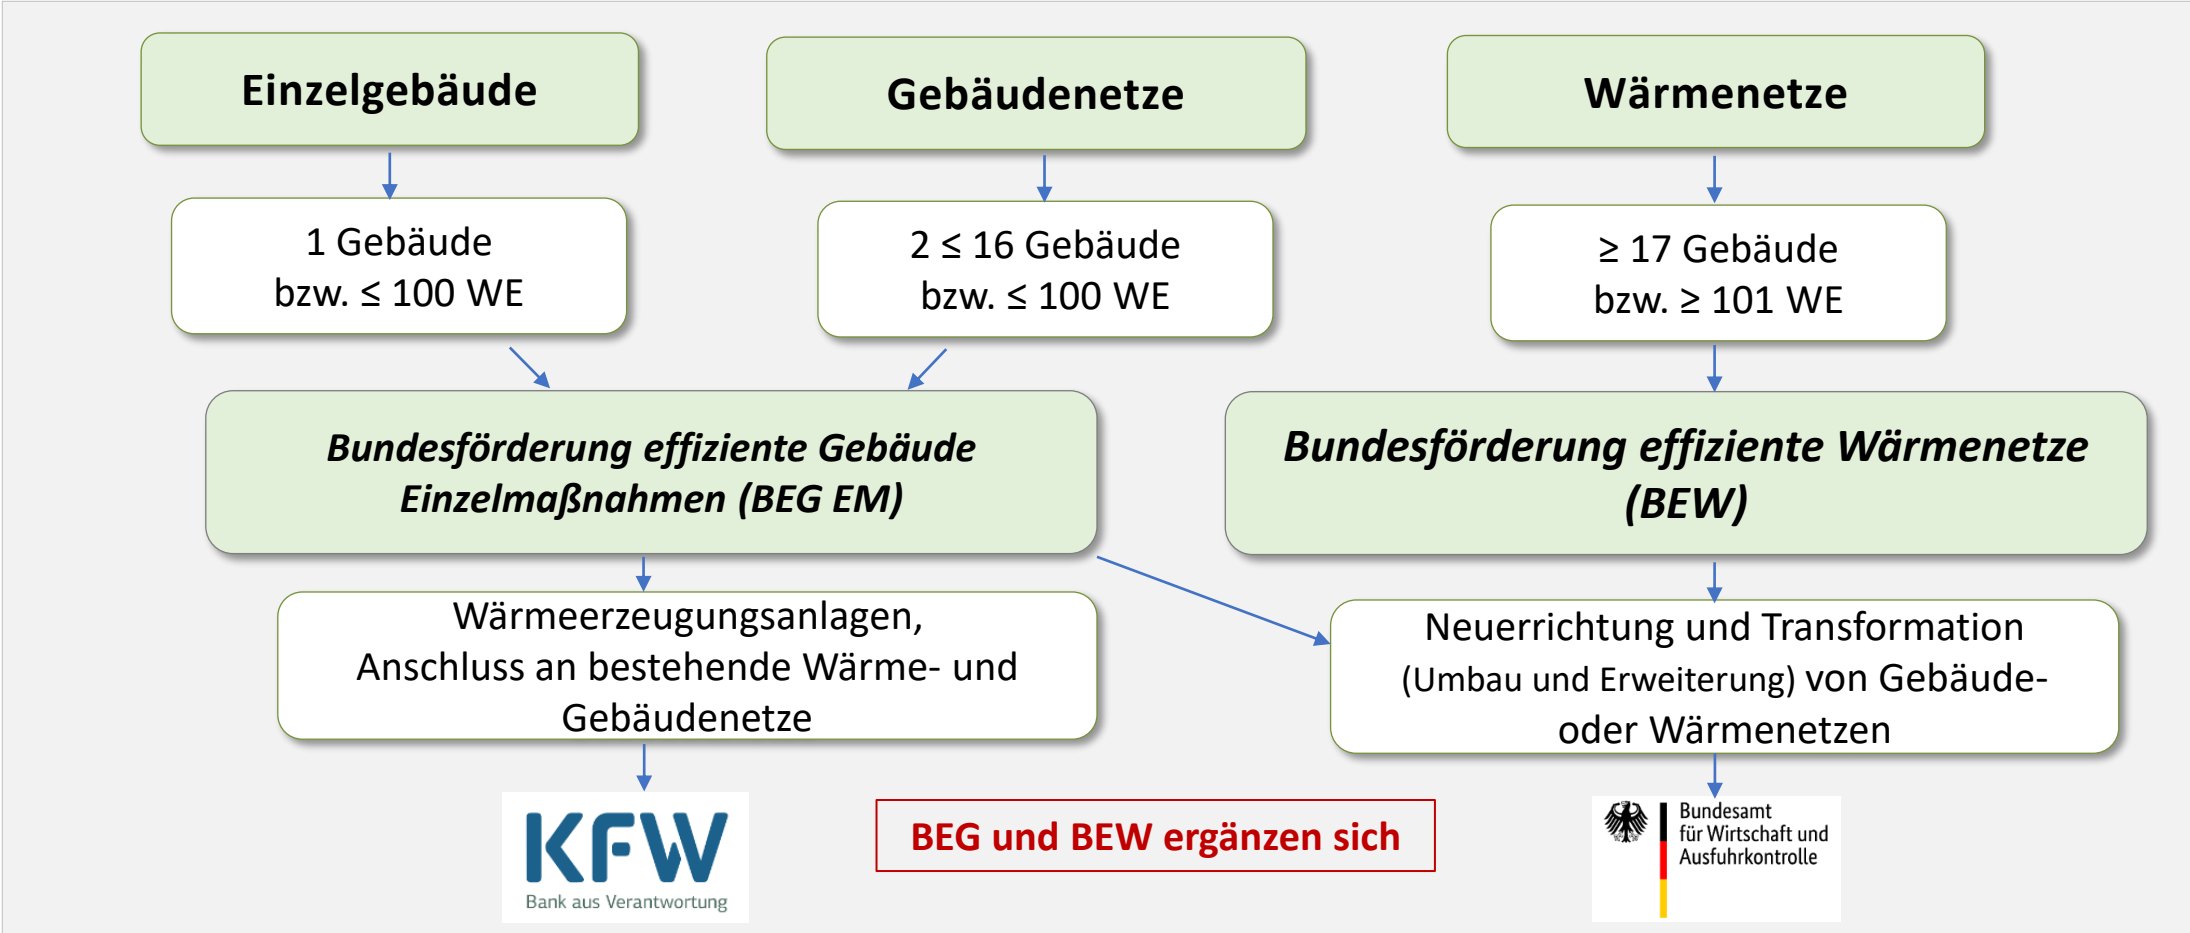 Einzelgebäude
Gebäudenetze
Wärmenetze
1 Gebäude
bzw. ≤ 100 WE
2 ≤ 16 Gebäude
bzw. ≤ 100 WE
≥ 17 Gebäude
bzw. ≥ 101 WE
Bundesförderung effiziente Gebäude
Einzelmaßnahmen (BEG EM)
Bundesförderung effiziente Wärmenetze
(BEW)
Wärmeerzeugungsanlagen,
Anschluss an bestehende Wärme- und
Gebäudenetze
Neuerrichtung und Transformation
(Umbau und Erweiterung) von Gebäude-
oder Wärmenetzen
KFW
Bank aus Verantwortung
BEG und BEW ergänzen sich
Bundesamt
für Wirtschaft und
Ausfuhrkontrolle